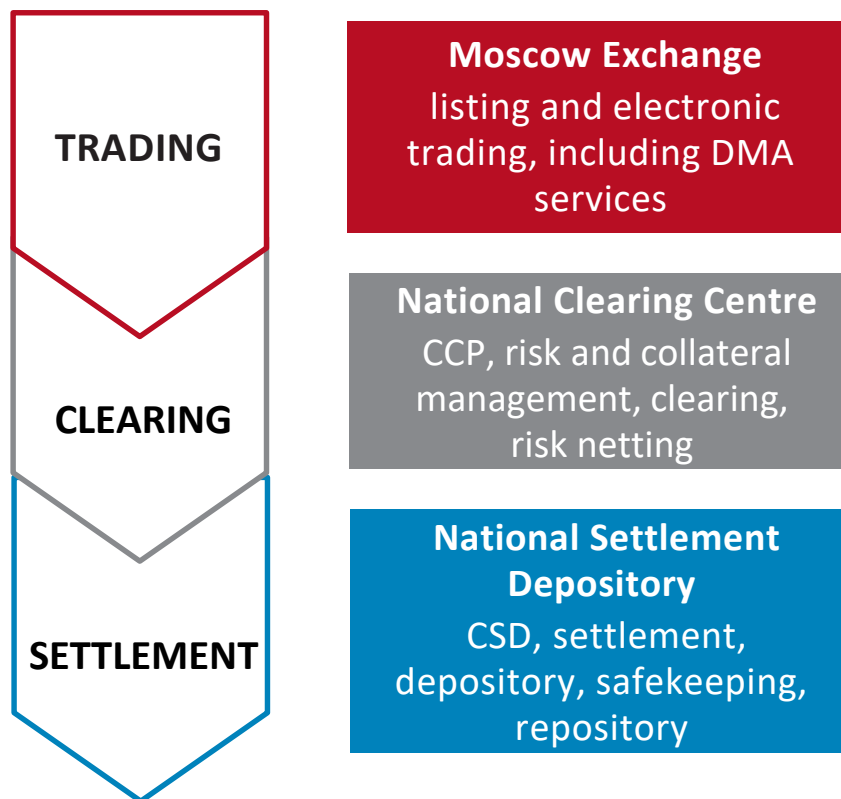 TRADING
Moscow Exchange
listing and electronic
trading, including DMA
services
CLEARING
National Clearing Centre
CCP, risk and collateral
management, clearing,
risk netting
SETTLEMENT
National Settlement
Depository
CSD, settlement,
depository, safekeeping,
repository